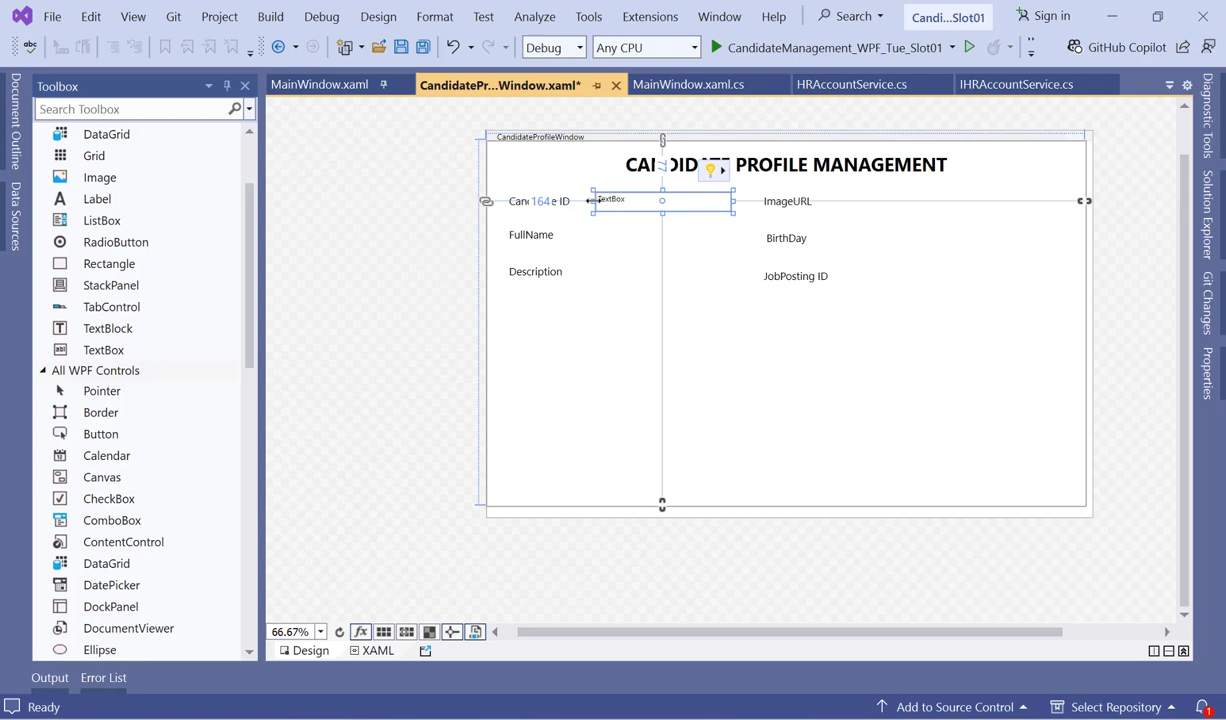 File Edit View Git Project Build Debug Design Format Test Analyze Tools Extensions Window Help Search Candi...Slot01 Sign in
Debug Any CPU CandidateManagement_WPF_Tue_Slot01 GitHub Copilot
Document Outline
Data Sources
Toolbox
Search Toolbox
DataGrid
Grid
Image
Label
ListBox
RadioButton
Rectangle
StackPanel
TabControl
TextBlock
TextBox
All WPF Controls
Pointer
Border
Button
Calendar
Canvas
CheckBox
ComboBox
ContentControl
DataGrid
DatePicker
DockPanel
DocumentViewer
Ellipse
MainWindow.xaml CandidatePr...Window.xaml* MainWindow.xaml.cs HRAccountService.cs IHRAccountService.cs
CandidateProfileWindow
PROFILE MANAGEMENT
77
164 e ID TextBox ImageURL
FullName BirthDay
Description JobPosting ID
66.67% fx
Design XAML
Diagnostic Tools
Solution Explorer
Git Changes
Properties
Output Error List
Ready Add to Source Control Select Repository 1